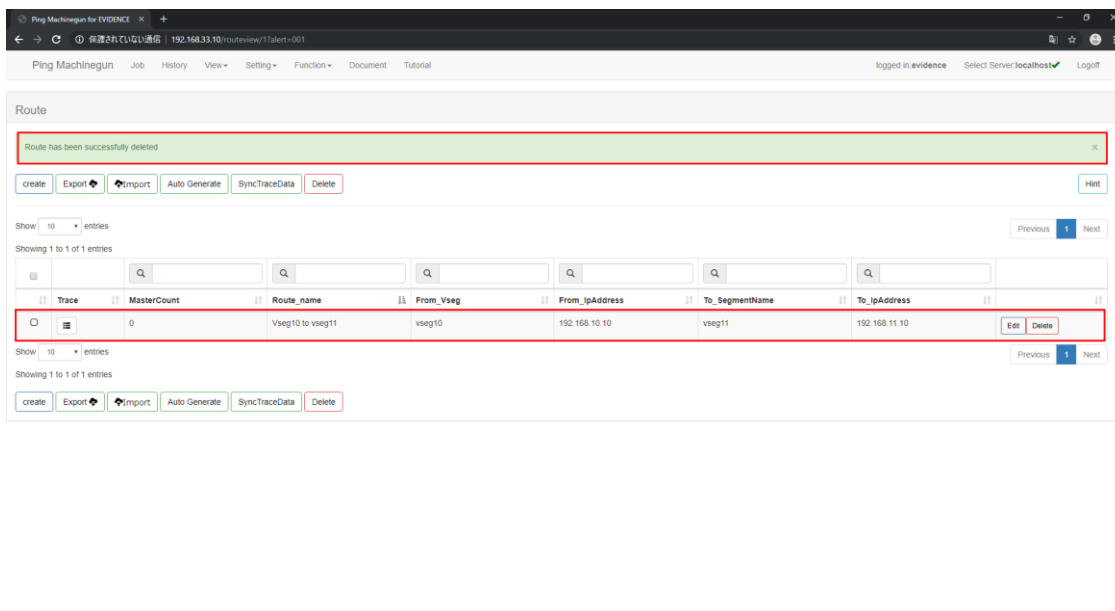 Ping Machinegun for EVIDENCE
保護されていない通信 | 192.168.33.10/routeview/1?alert=001
Ping Machinegun Job History View Setting Function Document Tutorial logged in:evidence Select Server:localhost Logoff
Route
Route has been successfully deleted ×
create Export Import Auto Generate SyncTraceData Delete Hint
Show 10 entries Previous 1 Next
Showing 1 to 1 of 1 entries
Trace MasterCount Route_name From_Vseg From_IpAddress To_SegmentName To_IpAddress
0 Vseg10 to vseg11 vseg10 192.168.10.10 vseg11 192.168.11.10 Edit Delete
Show 10 entries Previous 1 Next
Showing 1 to 1 of 1 entries
create Export Import Auto Generate SyncTraceData Delete